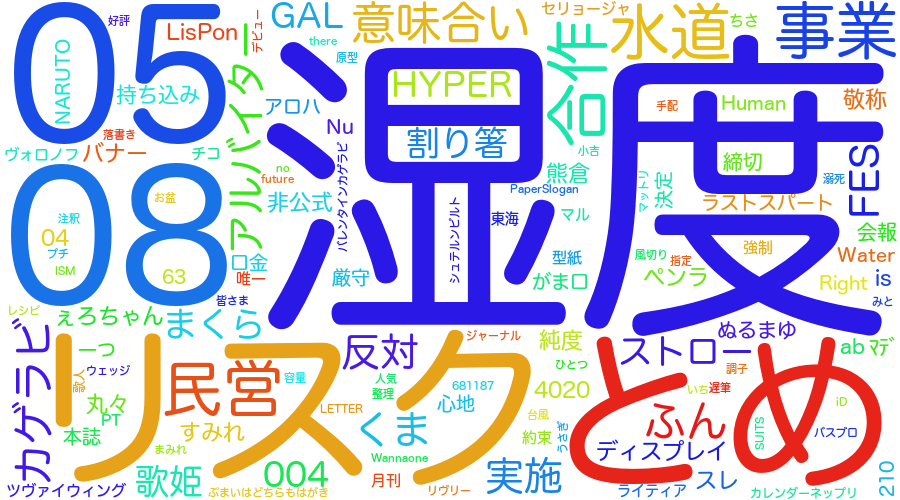 05
好評
GAL
デビュー
there
原型
意味合い
セリョージャ
ちさ
水道
事業
LisPon
NARUTO
持ち込み
アルバイター
アロハ
HYPER
合作
Human
手配
敬称
落書き
バナー
ヴォロノフ
チコ
Nu
割り箸
小吉
締切
FES
湿度
no
future
バレンタインカゲラビ
PaperSlogan
熊倉
マットリ
決定
溺死
ラストスパート
08
お盆
注釈
04
プチ
ISM
63
非公式
東海
マル
会報
口金
唯一
厳守
シュテルンビルト
型紙
がま口
風切り
指定
ペンラ
強制
Water
皆さま
Right
is
みと
レシピ
ぇろちゃん
まくら
ぬるまゆ
カゲラビ
リスク
とめ
一つ
ウェッジ
歌人
反対
ジャーナル
純度
ストロー
ab
マデ
民営
容量
人気
整理
681187
心地
ひとつ
4020
調子
いち
遅筆
iD
丸々
PT
本誌
すみれ
LETTER
くま
台風
約束
うさぎ
ふん
ディスプレイ
SUITS
バスプロ
まみれ
Wannaone
歌姫
004
月刊
実施
スレ
210
ツヴァイウィング
ぷまいはどちらもはがき
リヴリー
ライティア
カレンダーネップリ